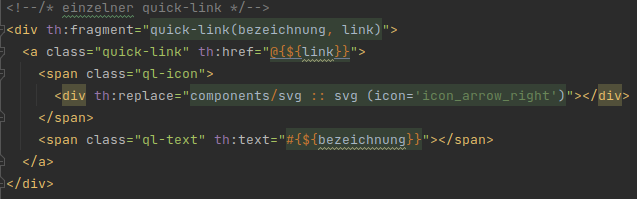 <!--/* einzelner quick-link */-->
<div th:fragment="quick-link(bezeichnung, link)">
<a class="quick-link" th:href="@{${link}}">
<span class="ql-icon">
<div th:replace="components/svg :: svg (icon='icon_arrow_right')"></div>
</span>
<span class="ql-text" th:text="#{${bezeichnung}}"></span>
</a>
</div>